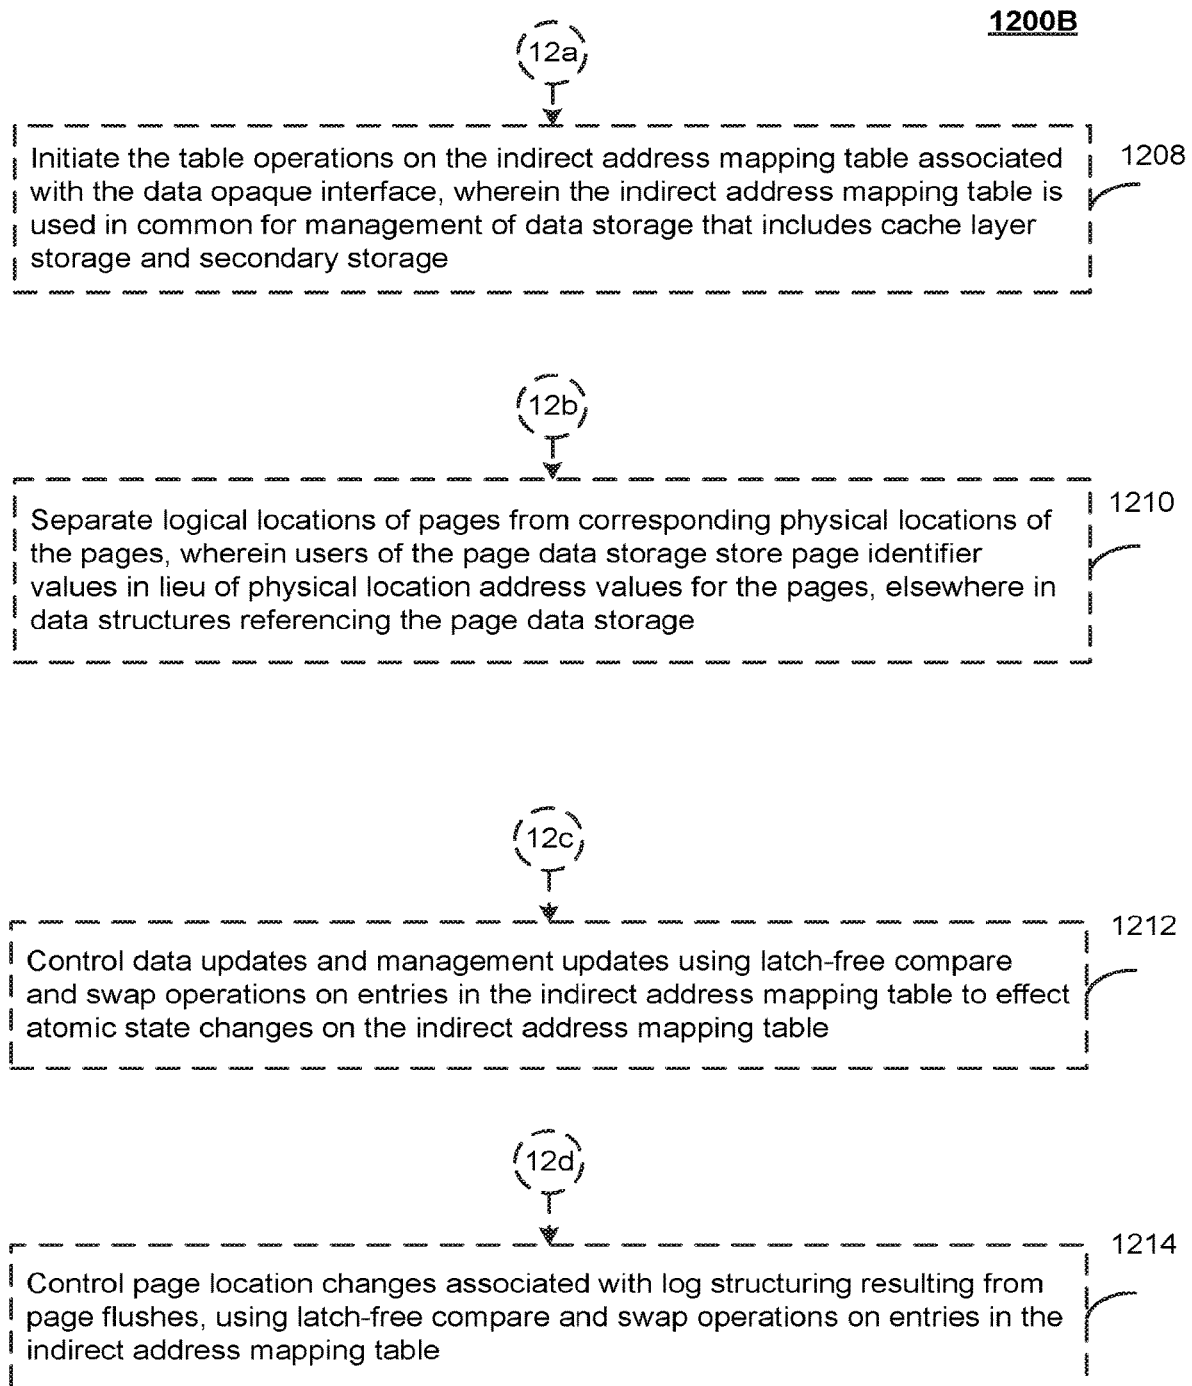 1200B
12a
Initiate the table operations on the indirect address mapping table associated
with the data opaque interface, wherein the indirect address mapping table is
used in common for management of data storage that includes cache layer
storage and secondary storage
1208
12b
Separate logical locations of pages from corresponding physical locations of
the pages, wherein users of the page data storage store page identifier
values in lieu of physical location address values for the pages, elsewhere in
data structures referencing the page data storage
1210
12c
Control data updates and management updates using latch-free compare
and swap operations on entries in the indirect address mapping table to effect
atomic state changes on the indirect address mapping table
1212
12d
Control page location changes associated with log structuring resulting from
page flushes, using latch-free compare and swap operations on entries in the
indirect address mapping table
1214